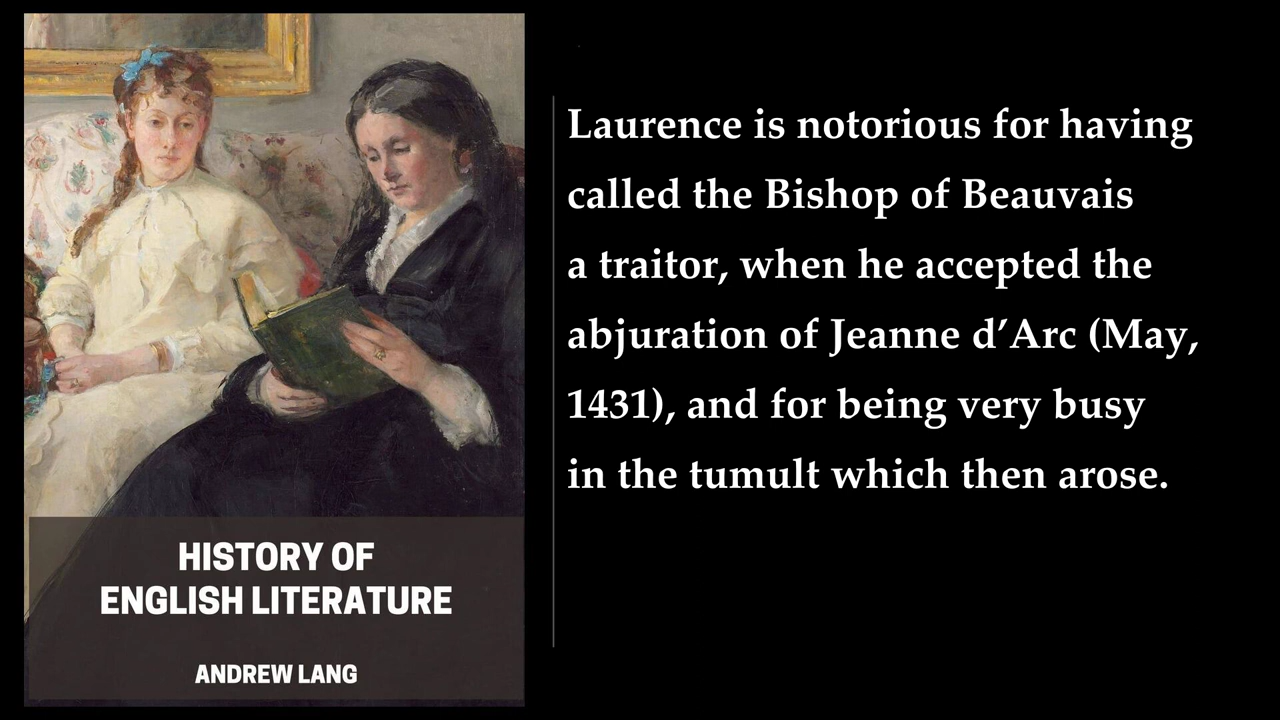 HISTORY OF
ENGLISH LITERATURE
ANDREW LANG
Laurence is notorious for having
called the Bishop of Beauvais
a traitor, when he accepted the
abjuration of Jeanne d’Arc (May,
1431), and for being very busy
in the tumult which then arose.